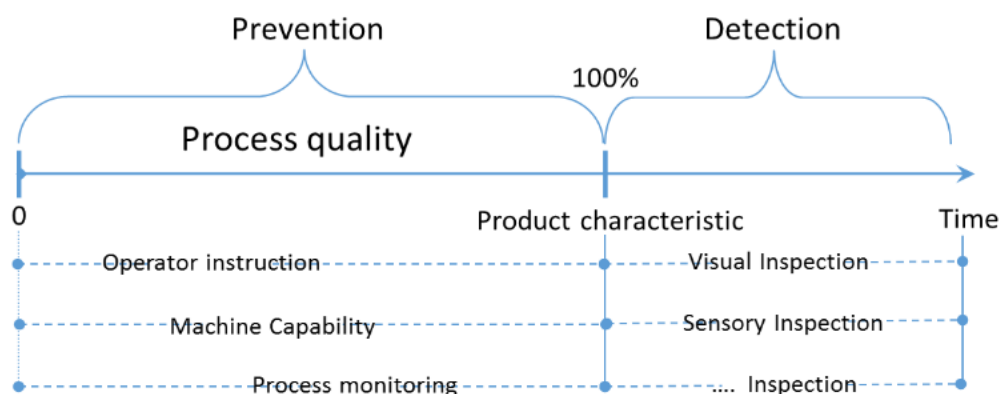 Prevention
Detection
100%
Process quality
0
Product characteristic
Time
Operator instruction
Visual Inspection
Machine Capability
Sensory Inspection
Process monitoring
.... Inspection